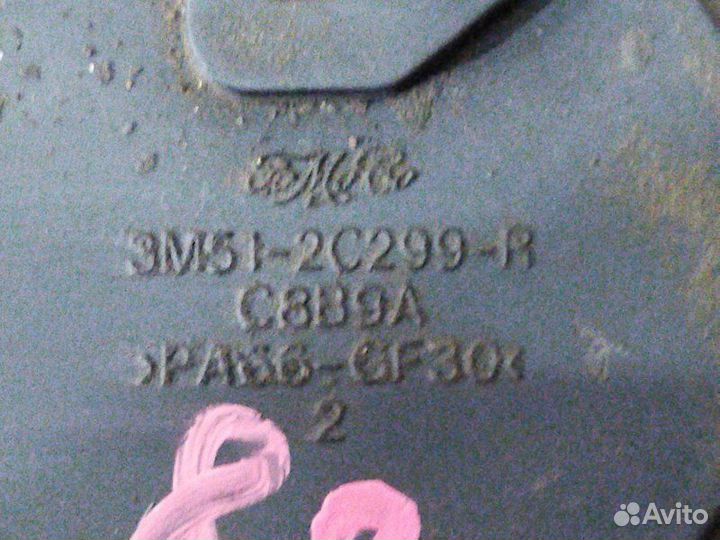 FoMoCo
3M51-2C299-R
C8B9A
>PA66-GF30<
2
Avito